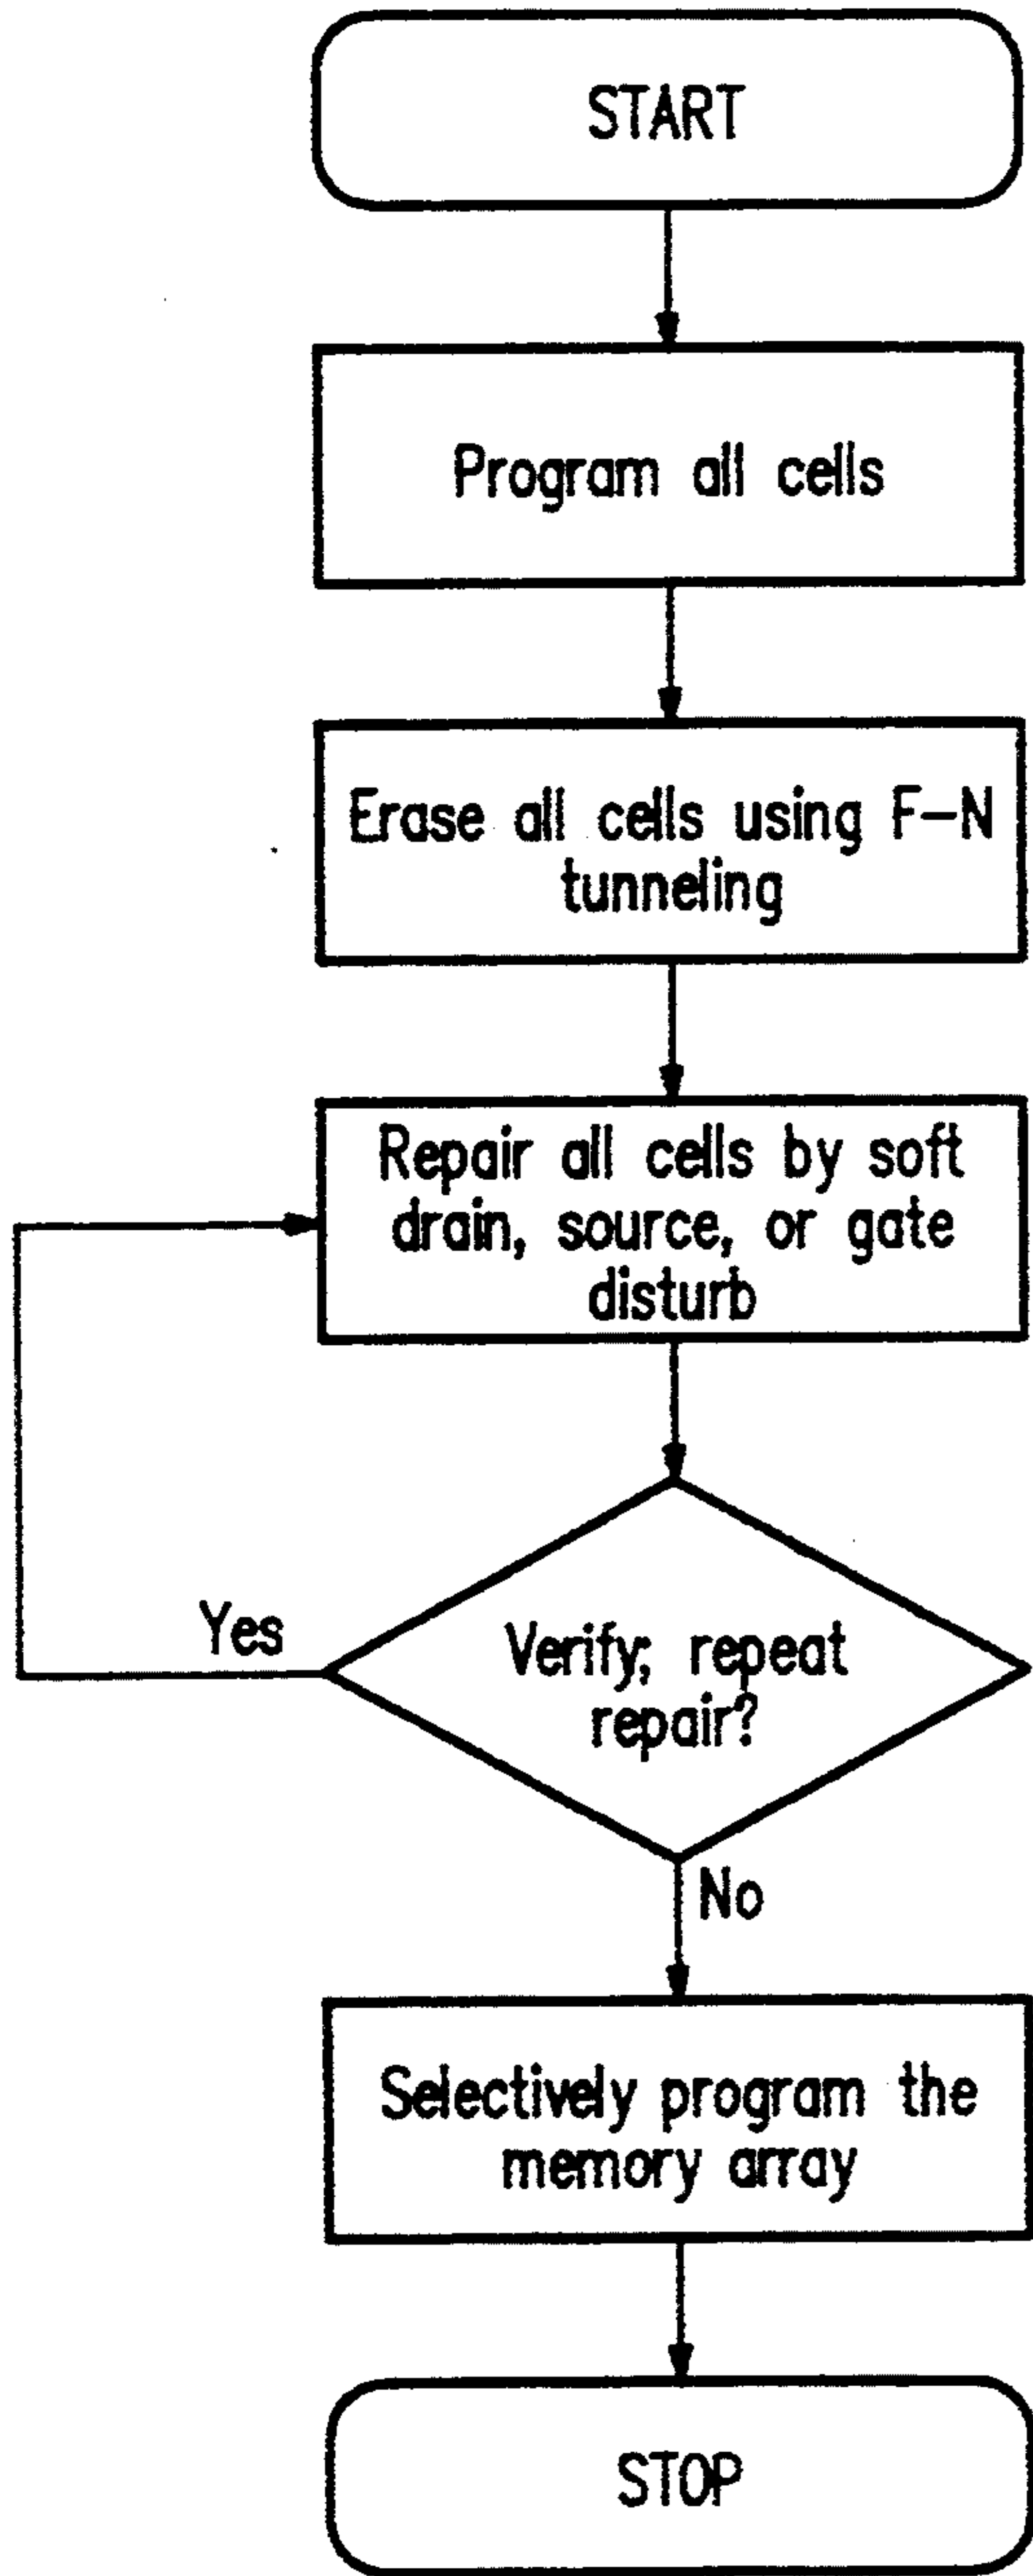 START
Program all cells
Erase all cells using F-N
tunneling
Repair all cells by soft
drain, source, or gate
disturb
Yes
Verify; repeat
repair?
No
Selectively program the
memory array
STOP